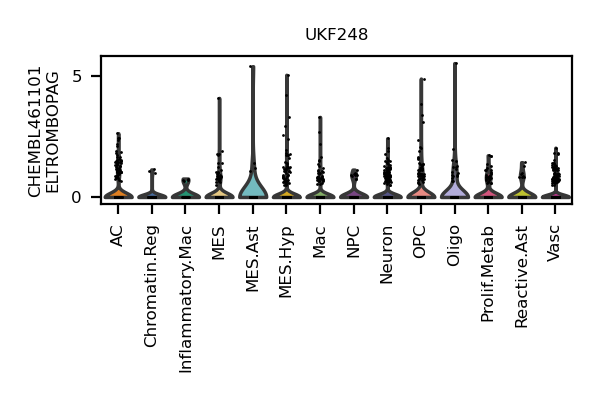 UKF248
CHEMBL461101
ELTROMBOPAG
5
0
AC
Chromatin.Reg
Inflammatory.Mac
MES
MES.Ast
MES.Hyp
Mac
NPC
Neuron
OPC
Oligo
Prolif.Metab
Reactive.Ast
Vasc